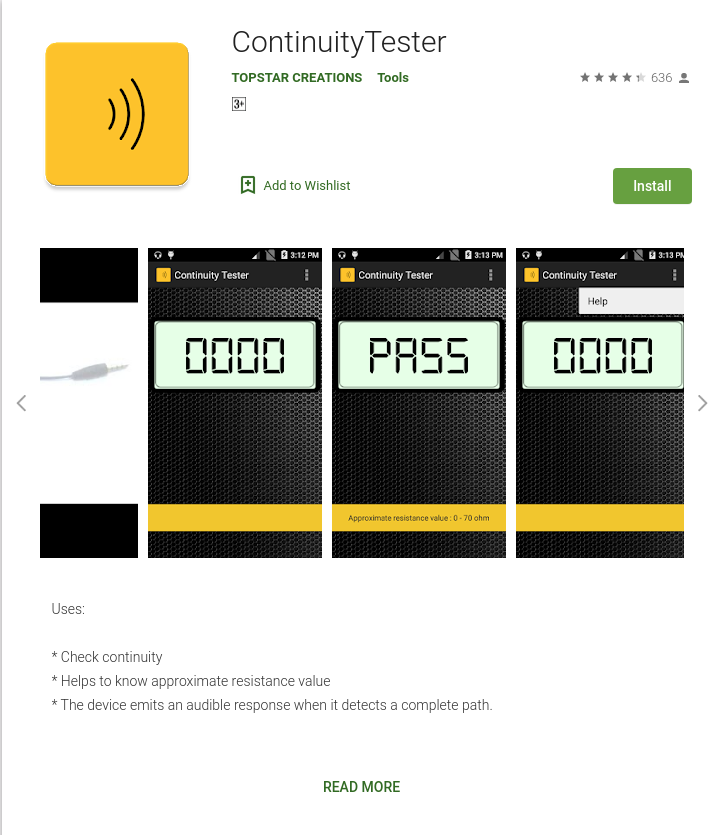 ContinuityTester
TOPSTAR CREATIONS Tools 636
3+
Add to Wishlist
Install
3:12 PM
Continuity Tester
0000
3:13 PM
Continuity Tester
PASS
Approximate resistance value : 0 - 70 ohm
3:13 PM
Continuity Tester
Help
0000
Uses:
* Check continuity
* Helps to know approximate resistance value
* The device emits an audible response when it detects a complete path.
READ MORE